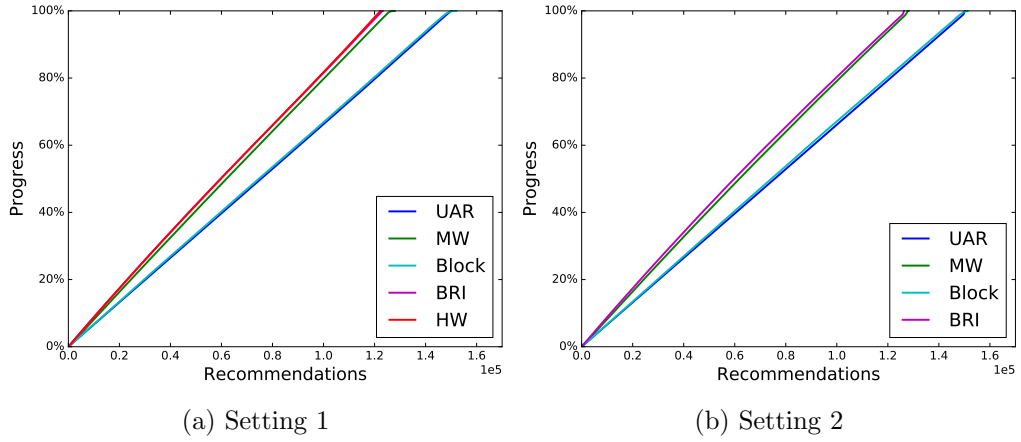 100%
80%
60%
40%
20%
0%
Progress
0.0 0.2 0.4 0.6 0.8 1.0 1.2 1.4 1.6
1e5
Recommendations
UAR
MW
Block
BRI
HW
(a) Setting 1
100%
80%
60%
40%
20%
0%
Progress
0.0 0.2 0.4 0.6 0.8 1.0 1.2 1.4 1.6
1e5
Recommendations
UAR
MW
Block
BRI
(b) Setting 2